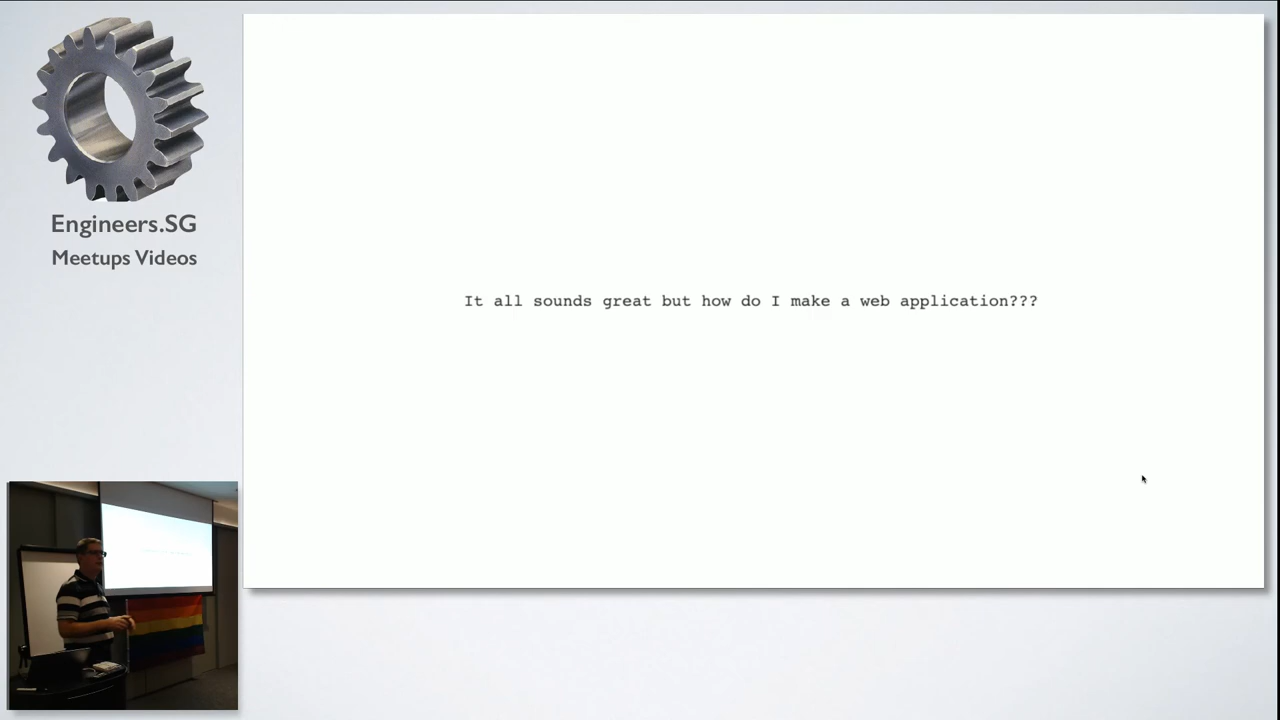 Engineers.SG
Meetups Videos
It all sounds great but how do I make a web application???